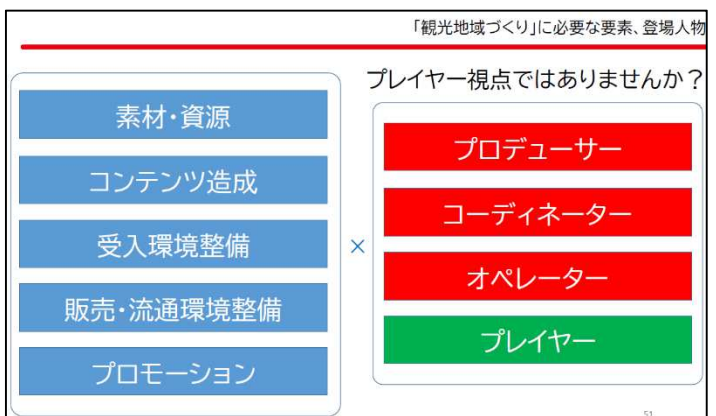 「観光地域づくり」に必要な要素、登場人物
プレイヤー視点ではありませんか?
素材・資源
コンテンツ造成
受入環境整備
販売・流通環境整備
プロモーション
×
プロデューサー
コーディネーター
オペレーター
プレイヤー
51